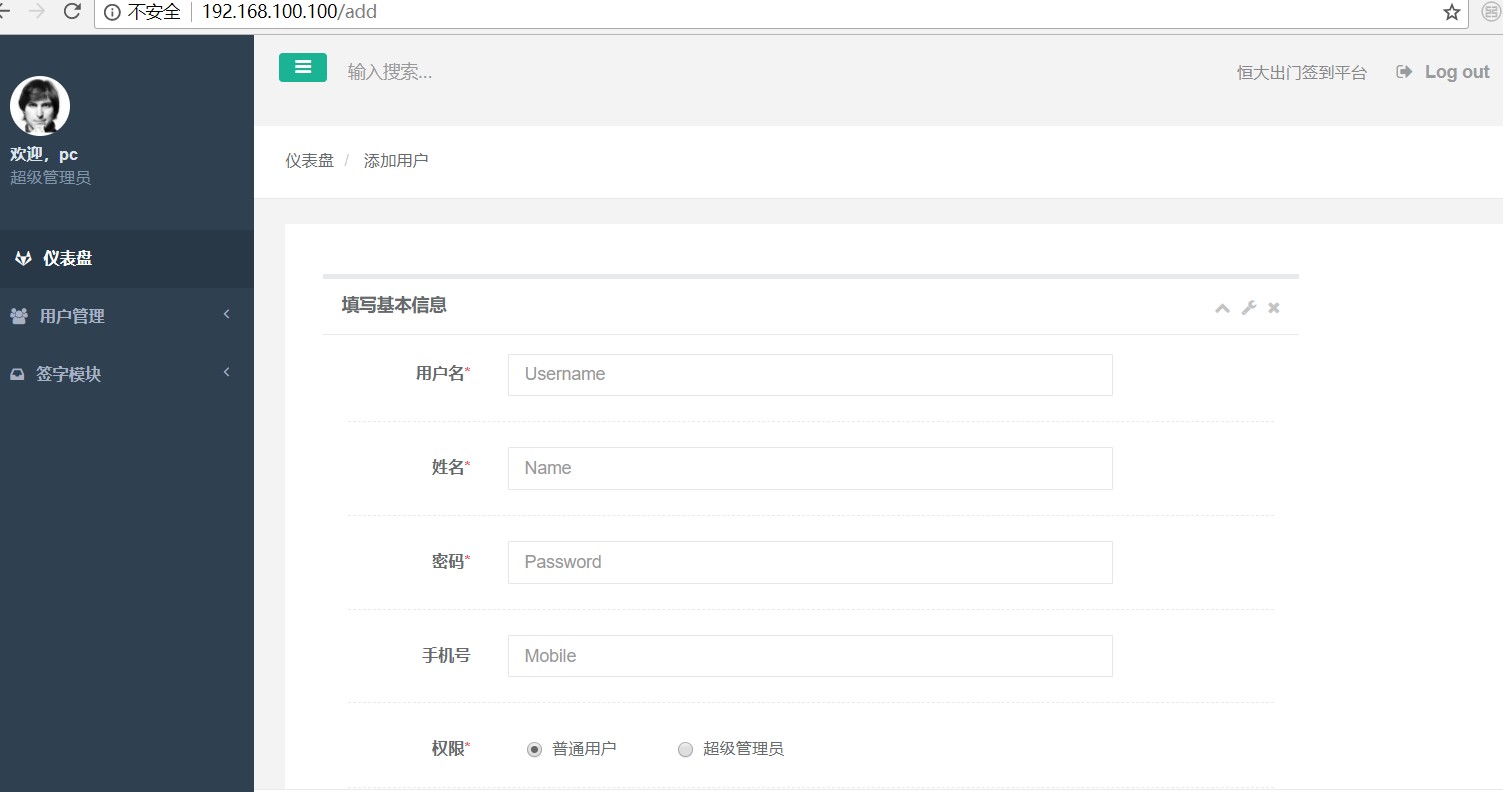 不安全 192.168.100.100/add
输入搜索...
恒大出门签到平台 Log out
欢迎，pc
超级管理员
仪表盘
用户管理
签字模块
仪表盘 / 添加用户
填写基本信息
用户名* Username
姓名* Name
密码* Password
手机号 Mobile
权限* 普通用户 超级管理员